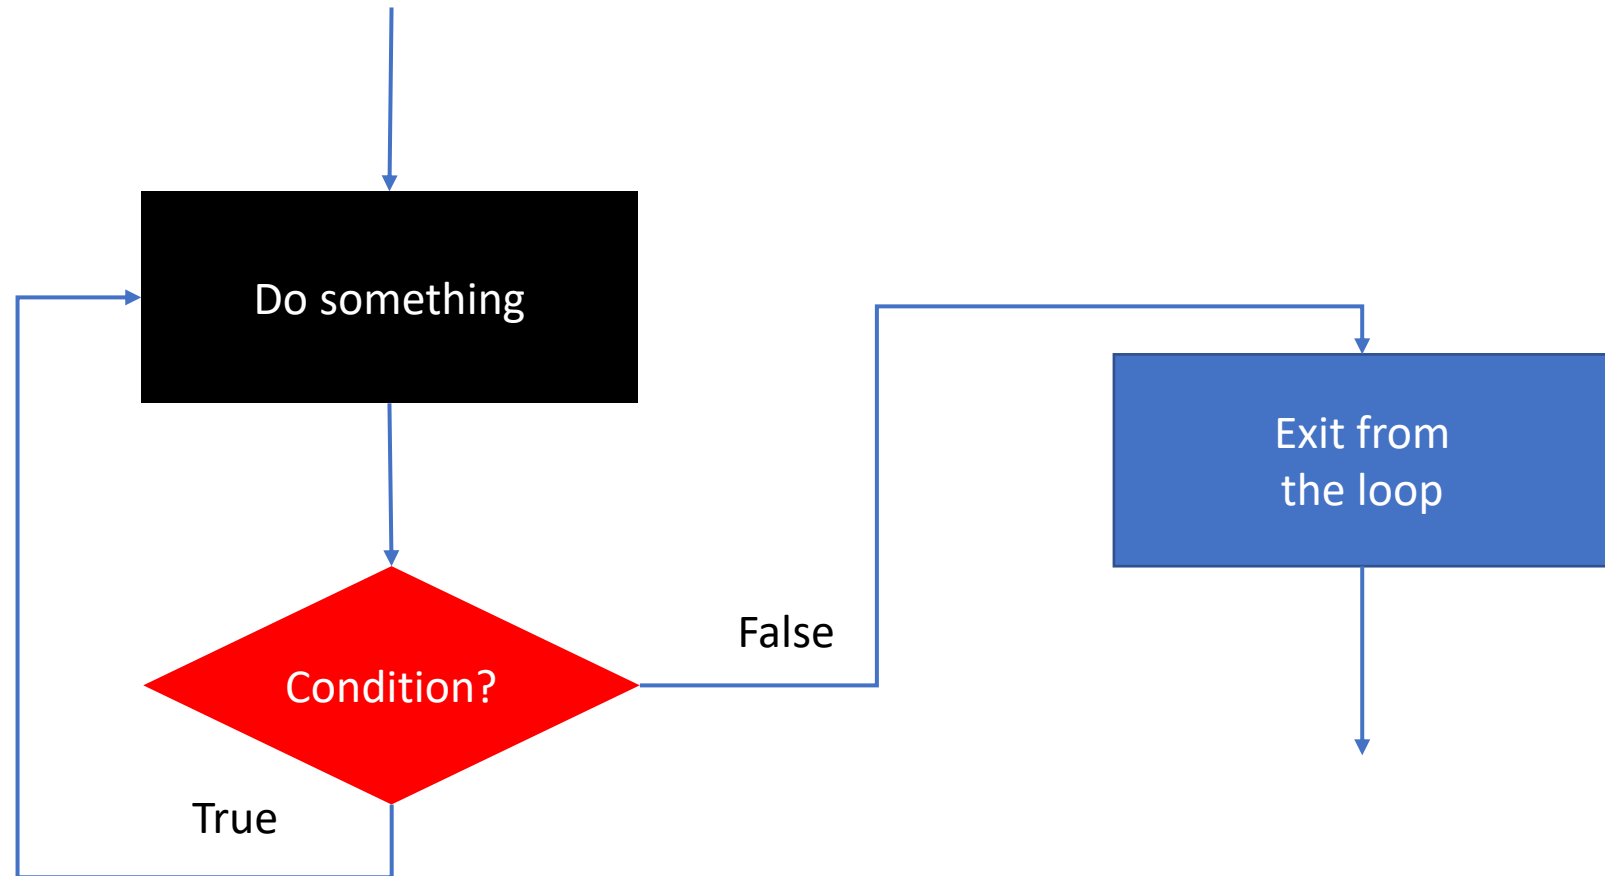 Do something
Condition?
True
False
Exit from
the loop